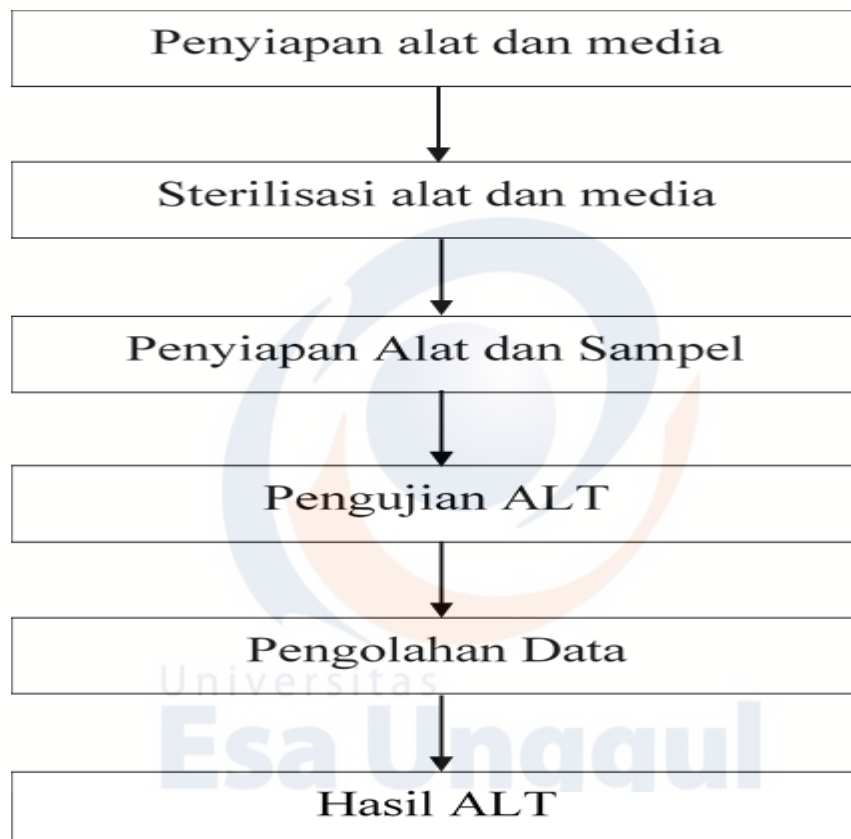 Penyiapan alat dan media
Sterilisasi alat dan media
Penyiapan Alat dan Sampel
Pengujian ALT
Pengolahan Data
Universitas
Esa Unggul
Hasil ALT